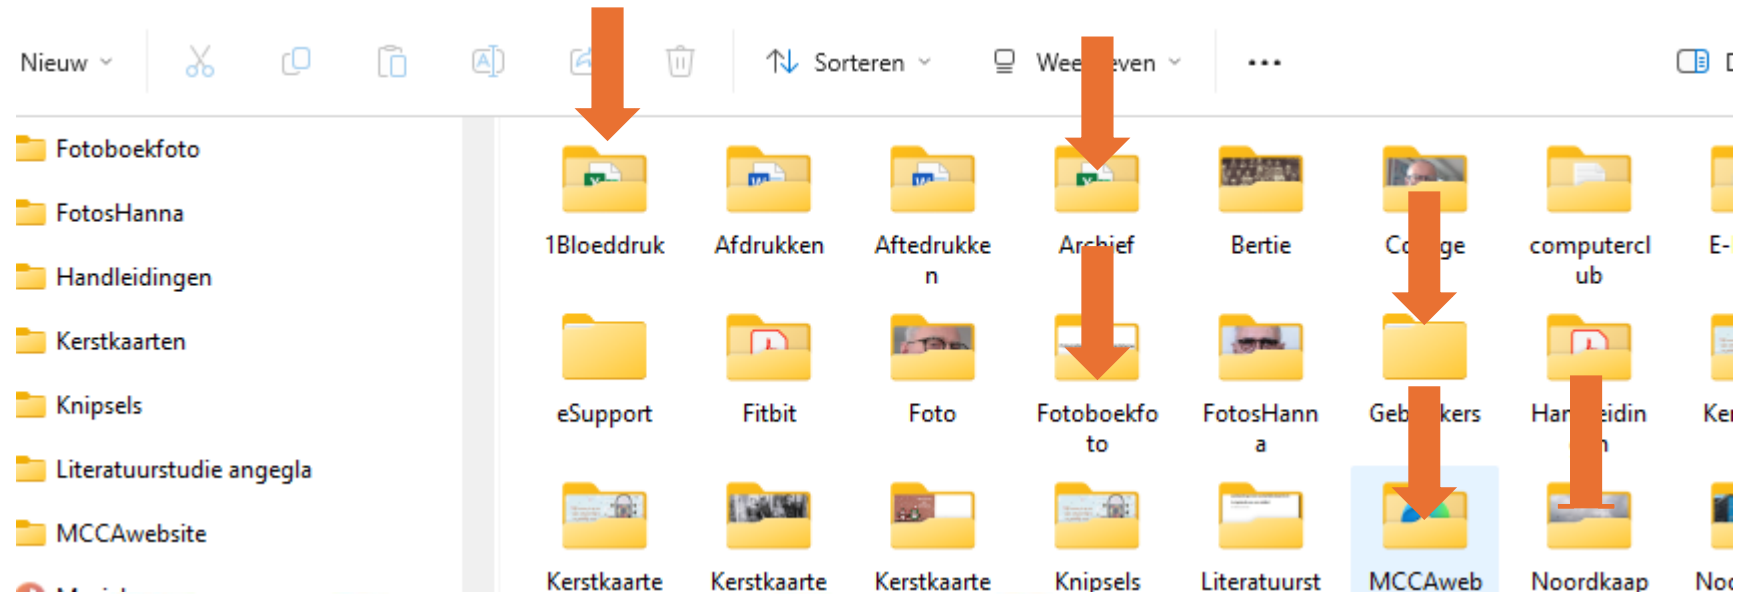 Nieuw
Sorteren
Fotoboekfoto
FotosHanna
Handleidingen
Kerstkaarten
Knipsels
Literatuurstudie angegla
MCCAwebsite
1Bloeddruk
Afdrukken
Aftedrukke
n
Archief
Bertie
computercl
ub
eSupport
Fitbit
Foto
Fotoboekfo
to
FotosHann
a
Kerstkaarte
Kerstkaarte
Kerstkaarte
Knipsels
Literatuurst
MCCAweb
Noordkaap